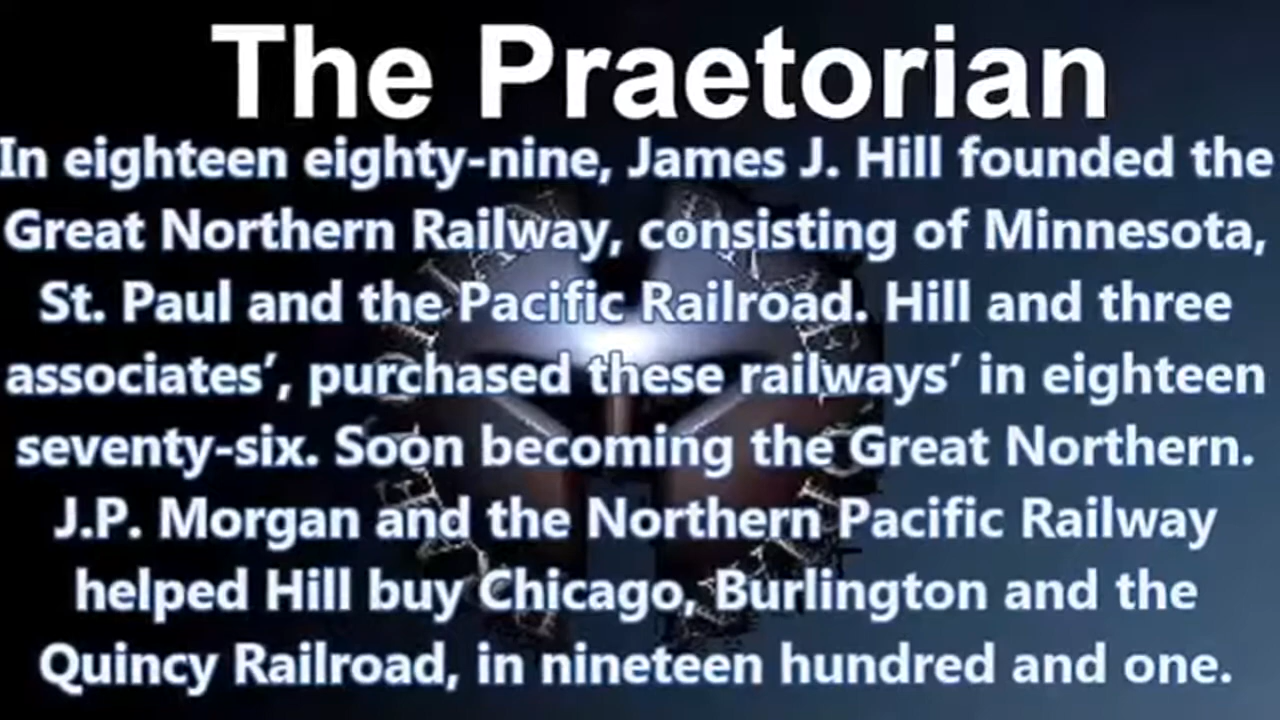 The Praetorian
In eighteen eighty-nine, James J. Hill founded the
Great Northern Railway, consisting of Minnesota,
St. Paul and the Pacific Railroad. Hill and three
associates’, purchased these railways’ in eighteen
seventy-six. Soon becoming the Great Northern.
J.P. Morgan and the Northern Pacific Railway
helped Hill buy Chicago, Burlington and the
Quincy Railroad, in nineteen hundred and one.